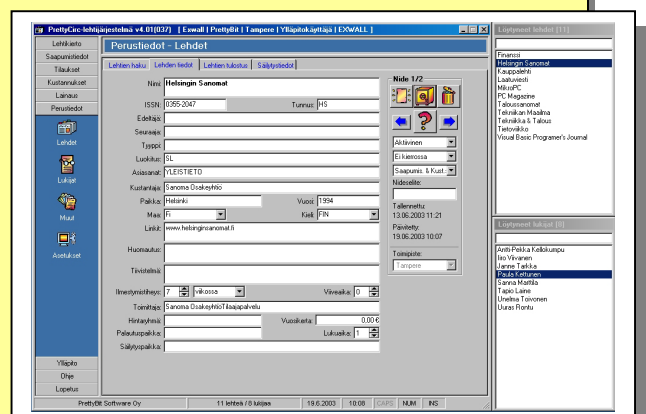 PrettyCirc-lehtijärjestelmä v4.01(037) [ Exwall | PrettyBit | Tampere | Ylläpitokäyttäjä | EXWALL ]
Lehtikierto
Saapumistiedot
Tilaukset
Kustannukset
Lainaus
Perustiedot
Lehdet
Lukijat
Muut
Asetukset
Ylläpito
Ohje
Lopetus
Perustiedot - Lehdet
Lehtien haku
Lehden tiedot
Lehtien tulostus
Säilytystiedot
Nimi: Helsingin Sanomat
ISSN: 0355-2047 Tunnus: HS
Edeltäjä:
Seuraaja:
Tyyppi:
Luokitus: SL
Asiasanat: YLEISTIETO
Kustantaja: Sanoma Osakeyhtiö
Paikka: Helsinki Vuosi: 1994
Maa: Fi Kieli: FIN
Linkit: www.helsinginsanomat.fi
Huomautus:
Tiivistelmä:
Ilmestymistiheys: 7 viikossa Viiveaika: 0
Toimittaja: Sanoma OsakeyhtiöTilaajapalvelu
Hintaryhmä: Vuosikerta: 0,00 €
Palautuspaikka: Lukuaika: 1
Säilytyspaikka:
Nide 1/2
Aktiivinen
Ei kierrossa
Saapumis. & Kust.
Nideselite:
Tallennettu:
13.06.2003 11:21
Päivitetty:
19.06.2003 10:07
Toimipiste:
Tampere
PrettyBit Software Oy 11 lehteä / 8 lukijaa 19.6.2003 10:08 CAPS NUM INS
Löytyneet lehdet [11]
Finanssi
Helsingin Sanomat
Kauppalehti
Laatuviesti
MikroPC
PC Magazine
Taloussanomat
Tekniikan Maailma
Tekniikka & Talous
Tietoviikko
Visual Basic Programer's Journal
Löytyneet lukijat [8]
Antti-Pekka Kellokumpu
Iiro Viivanen
Janne Tarkka
Paula Kettunen
Sanna Marttila
Tapio Laine
Unelma Toivonen
Uuras Rontu